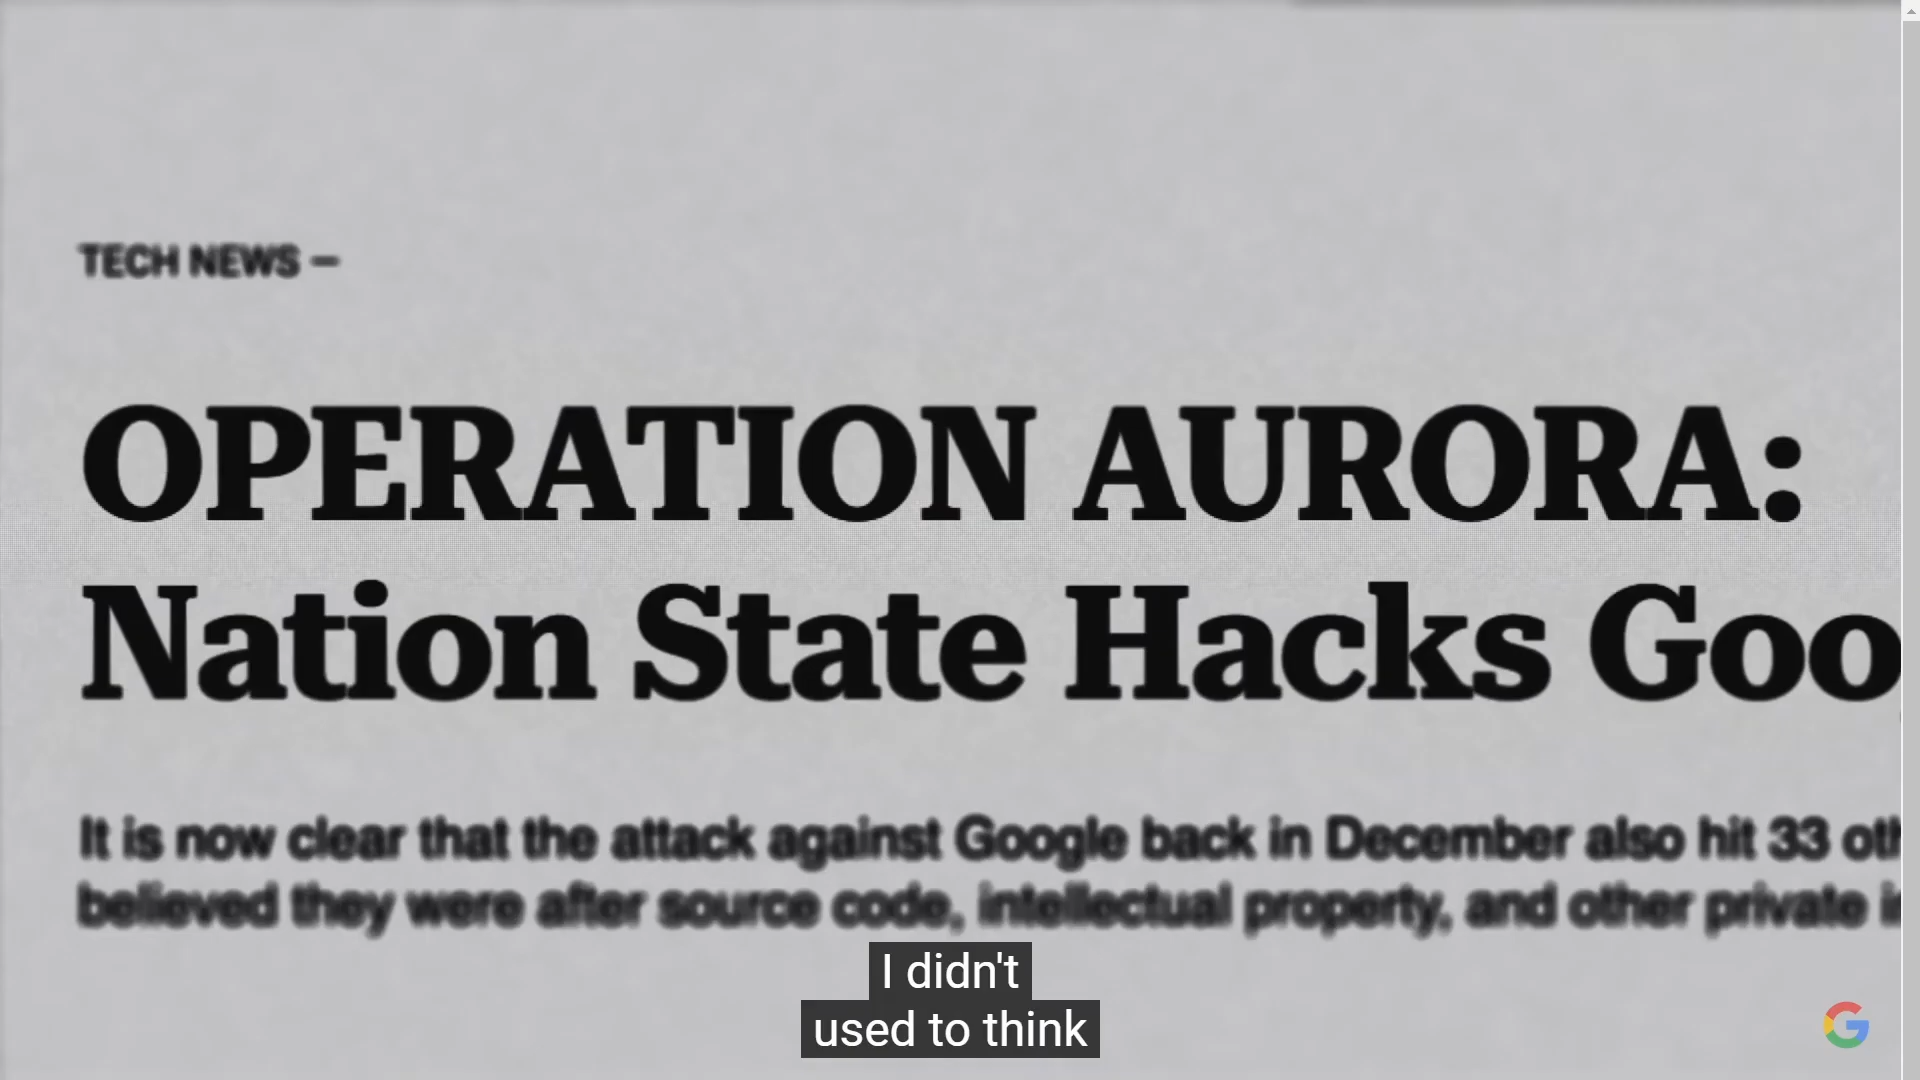 TECH NEWS —
OPERATION AURORA:
Nation State Hacks Goo
It is now clear that the attack against Google back in December also hit 33 oth
believed they were after source code, intellectual property, and other private
I didn't
used to think